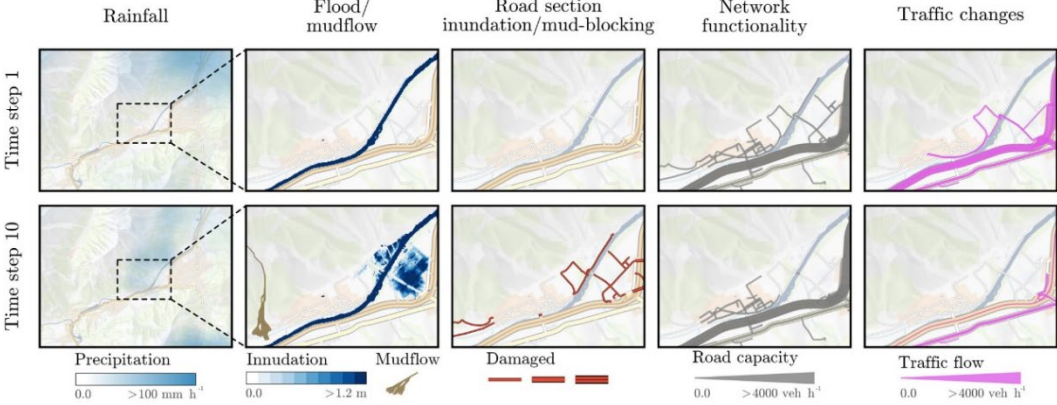 Rainfall
Flood/
mudflow
Road section
inundation/mud-blocking
Network
functionality
Traffic changes
Time step 1
Time step 10
Precipitation
0.0 >100 mm h⁻¹
Innudation
0.0 >1.2 m
Mudflow
Damaged
Road capacity
0.0 >4000 veh h⁻¹
Traffic flow
0.0 >4000 veh h⁻¹